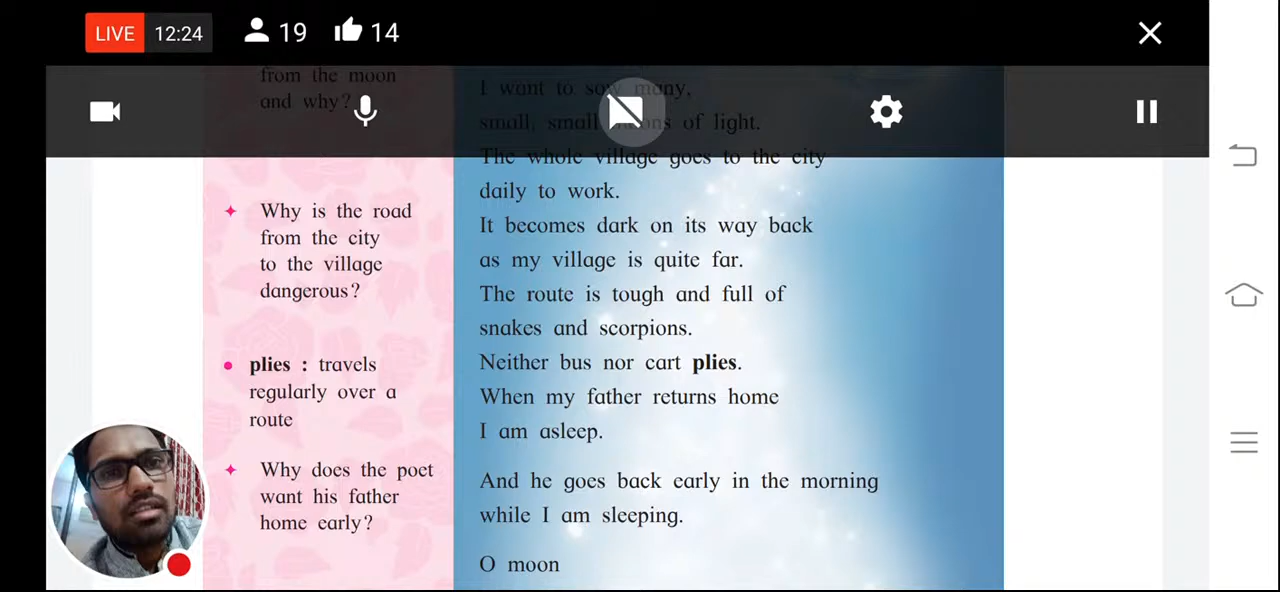 LIVE 12:24 19 14
from the moon
and why?
Why is the road
from the city
to the village
dangerous?
plies : travels
regularly over a
route
Why does the poet
want his father
home early?
I want to sow many,
small, small of light.
The whole village goes to the city
daily to work.
It becomes dark on its way back
as my village is quite far.
The route is tough and full of
snakes and scorpions.
Neither bus nor cart plies.
When my father returns home
I am asleep.
And he goes back early in the morning
while I am sleeping.
O moon